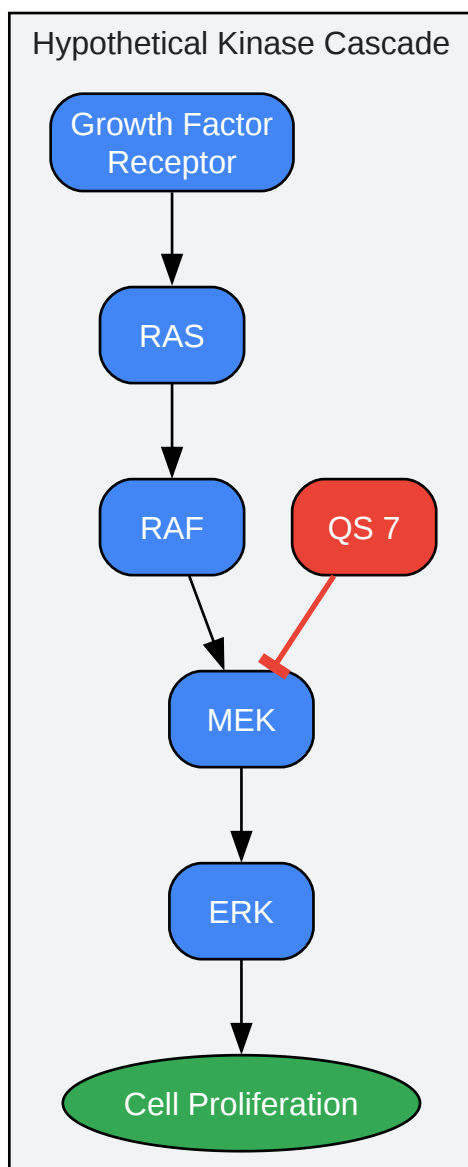 Hypothetical Kinase Cascade
Growth Factor
Receptor
RAS
RAF
QS 7
MEK
ERK
Cell Proliferation